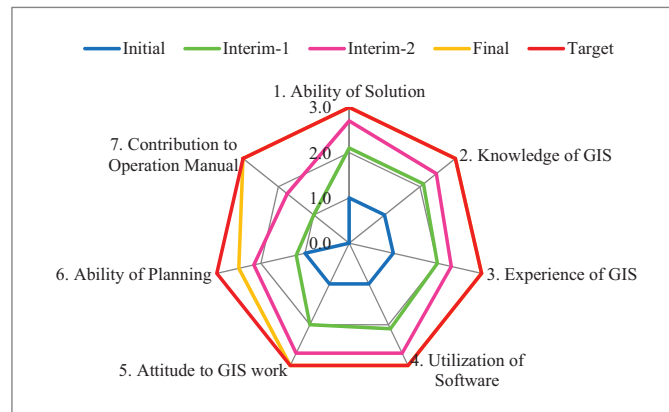 Initial Interim-1 Interim-2 Final Target
1. Ability of Solution
3.0
7. Contribution to
Operation Manual
2.0
2. Knowledge of GIS
1.0
0.0
6. Ability of Planning
3. Experience of GIS
5. Attitude to GIS work
4. Utilization of
Software